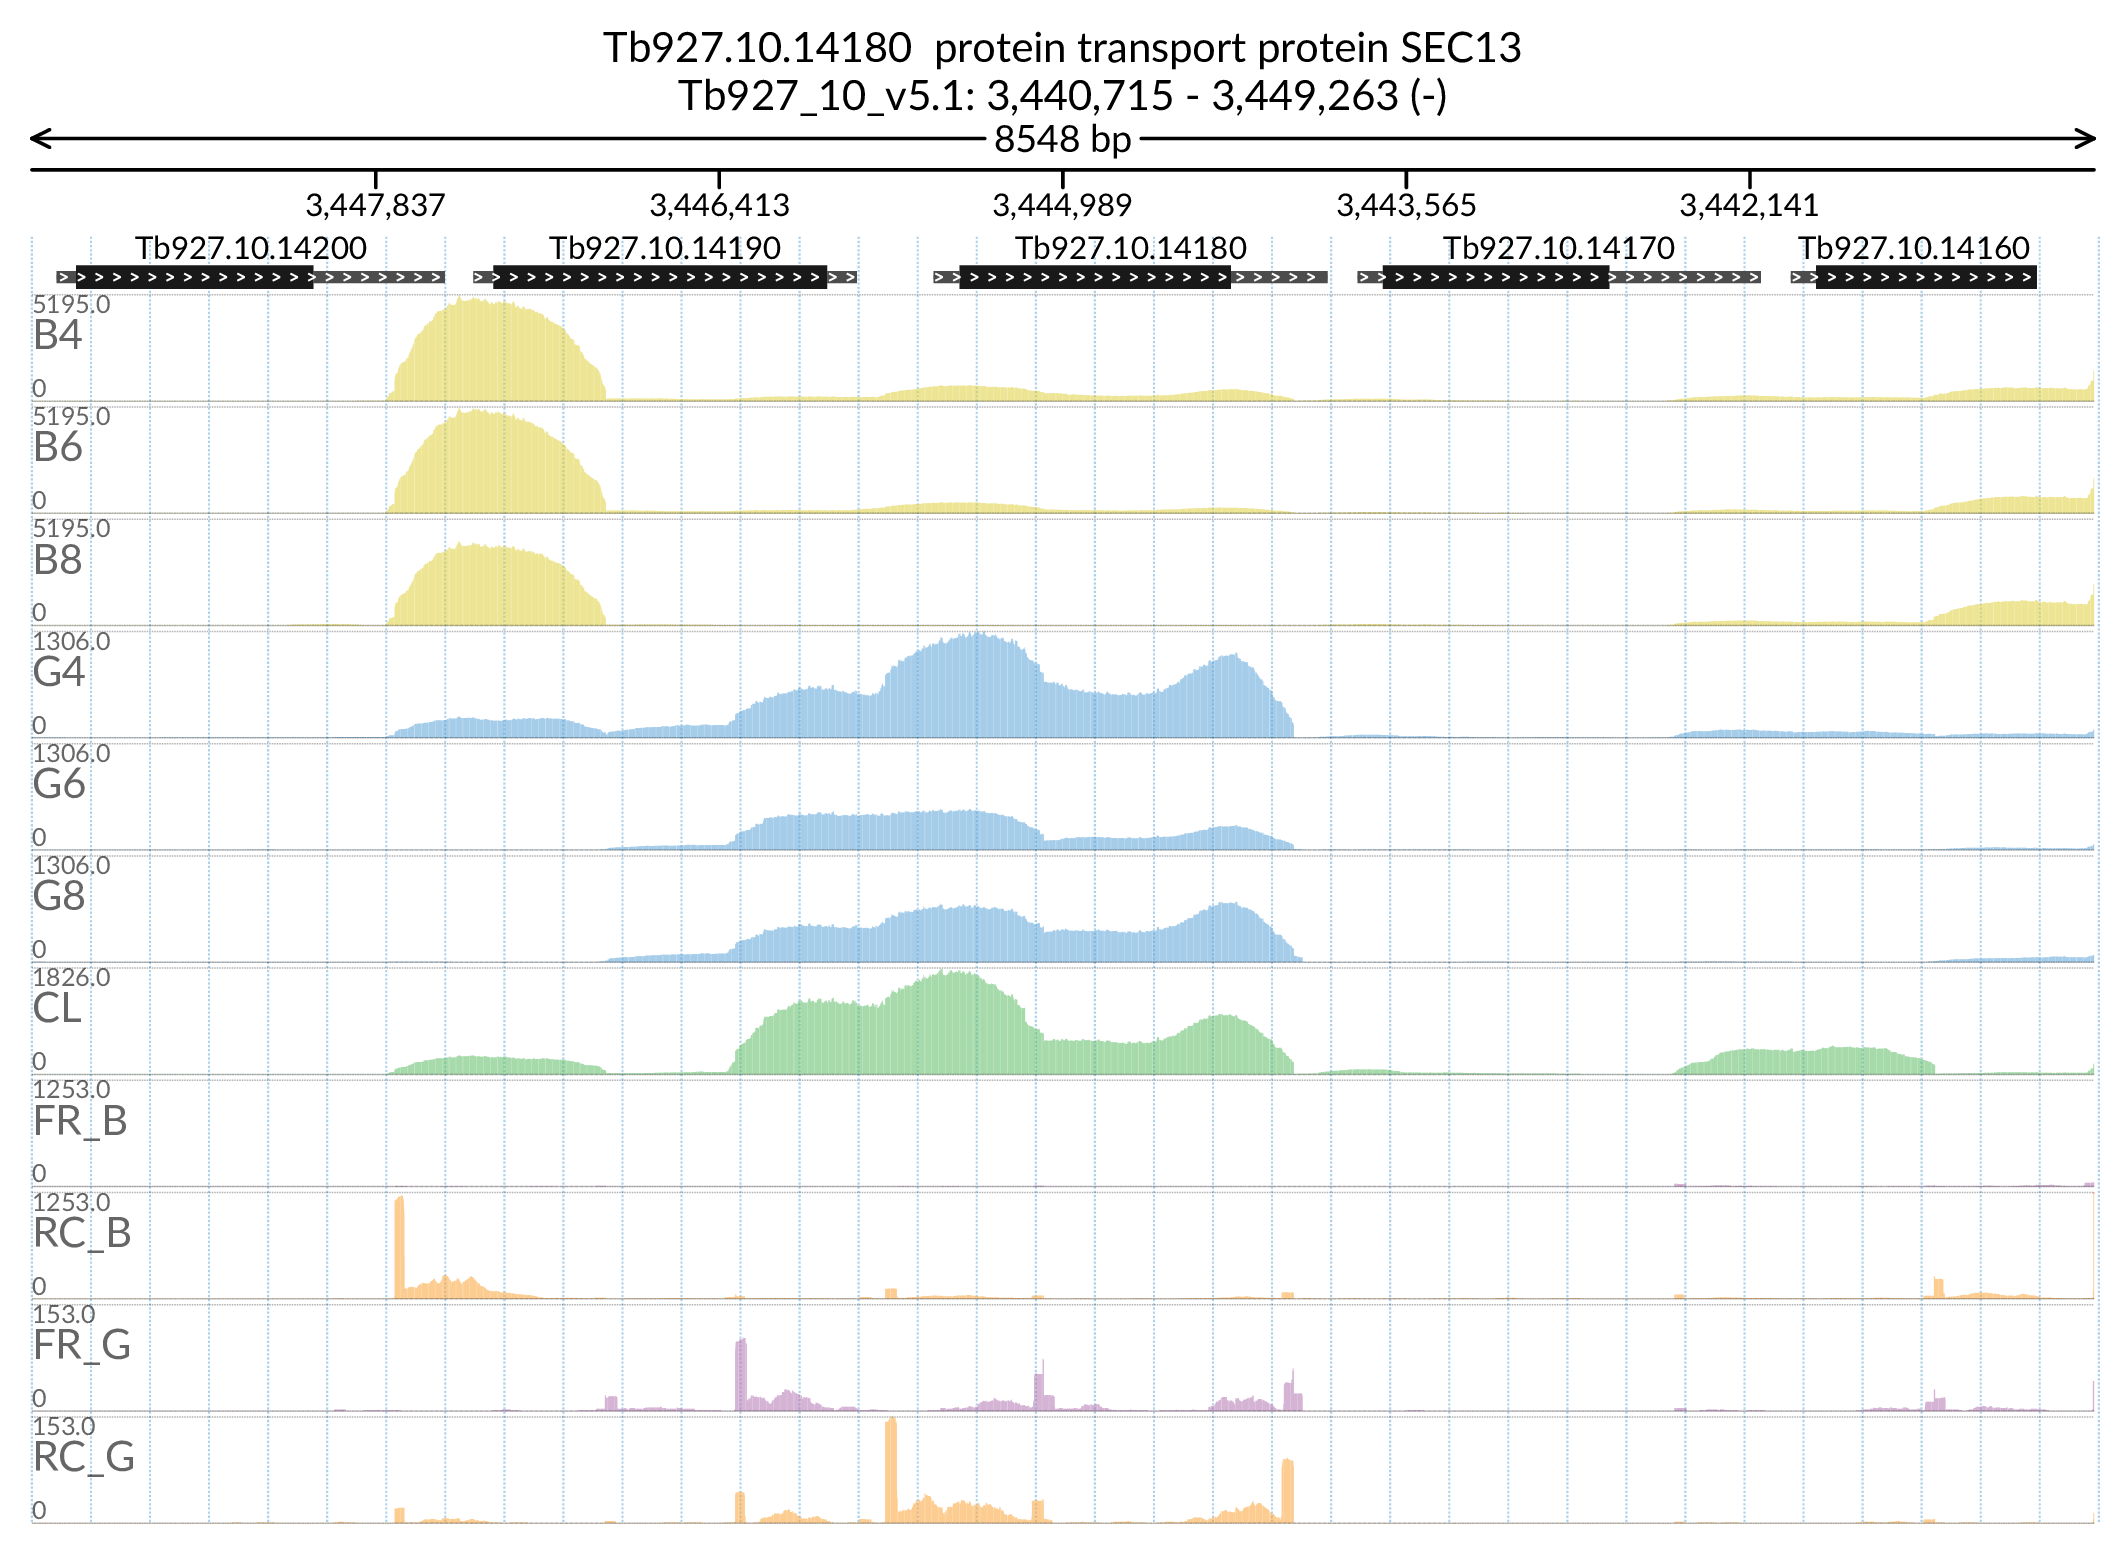 Tb927.10.14180  protein transport protein SEC13
Tb927_10_v5.1: 3,440,715 - 3,449,263 (-)
8548 bp
3,447,837 3,446,413 3,444,989 3,443,565 3,442,141
Tb927.10.14200 Tb927.10.14190 Tb927.10.14180 Tb927.10.14170 Tb927.10.14160
5195.0
B4
0
5195.0
B6
0
5195.0
B8
0
1306.0
G4
0
1306.0
G6
0
1306.0
G8
0
1826.0
CL
0
1253.0
FR_B
0
1253.0
RC_B
0
153.0
FR_G
0
153.0
RC_G
0